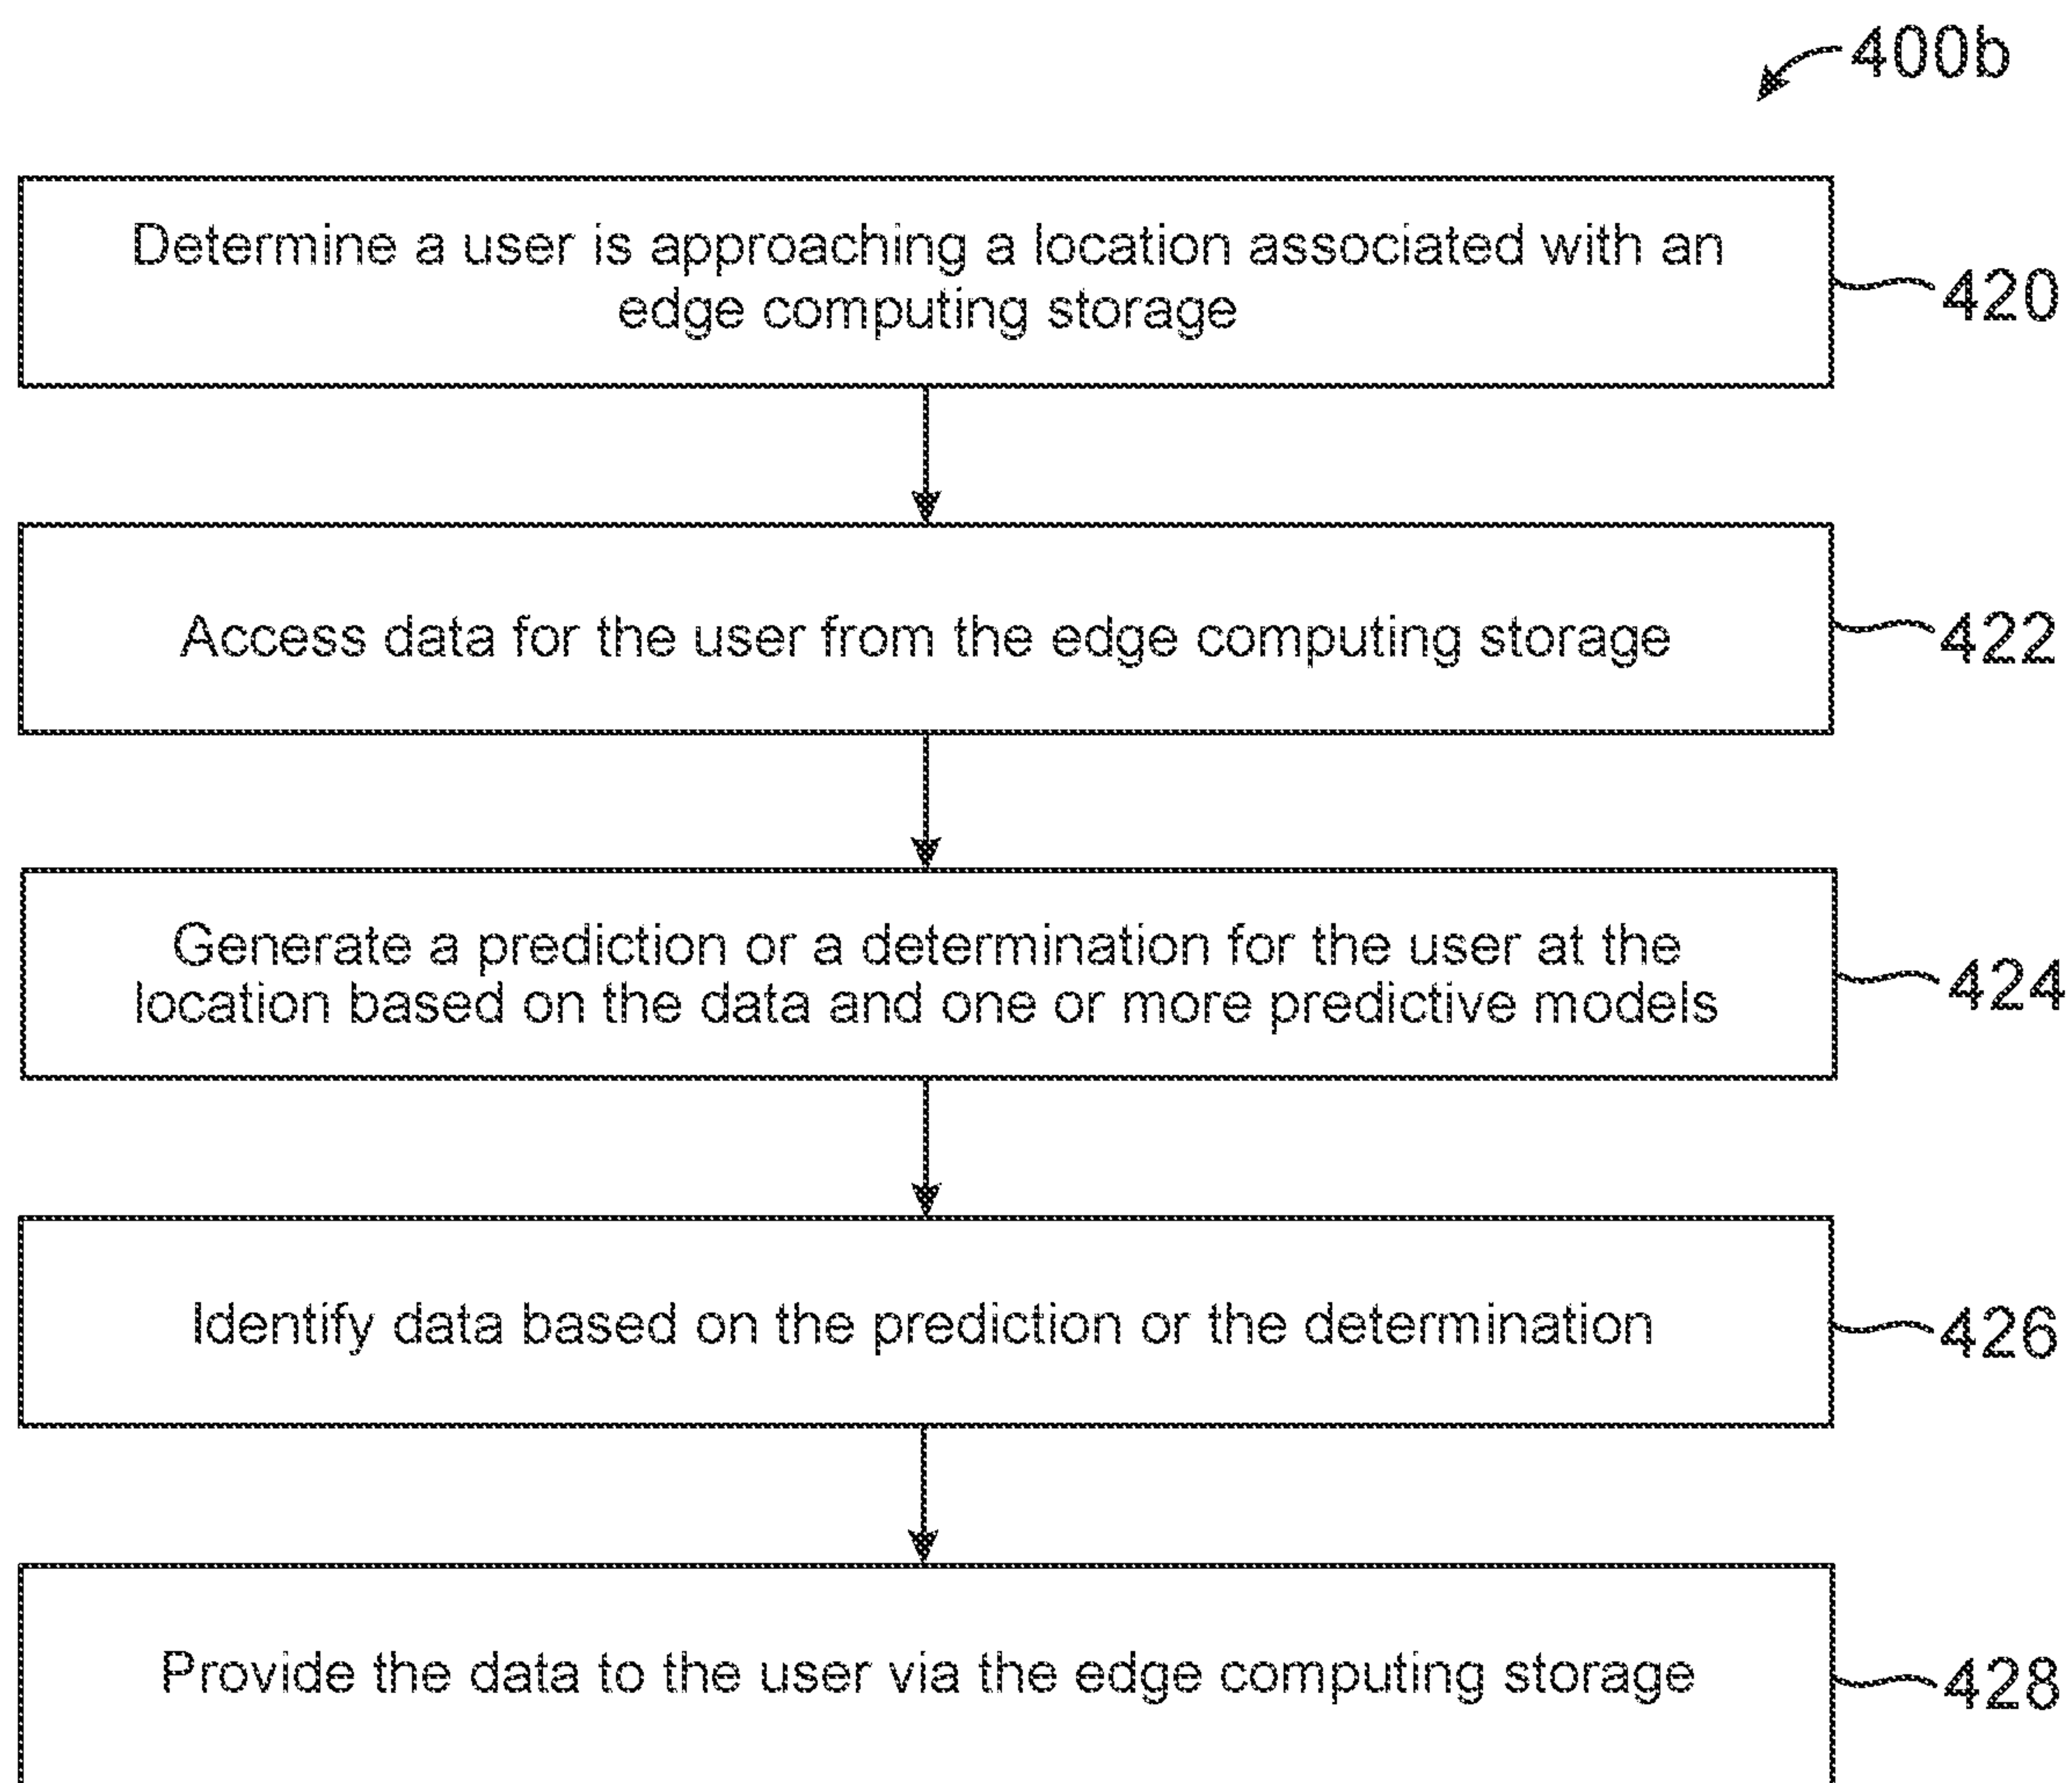 400b
Determine a user is approaching a location associated with an
edge computing storage
420
Access data for the user from the edge computing storage
422
Generate a prediction or a determination for the user at the
location based on the data and one or more predictive models
424
Identify data based on the prediction or the determination
426
Provide the data to the user via the edge computing storage
428